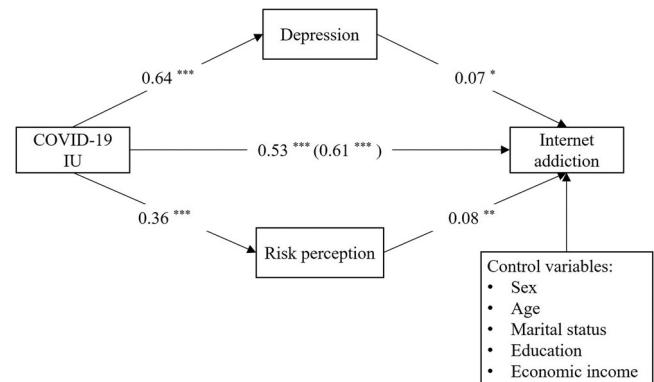 Depression
0.64 ***
0.07 *
COVID-19
IU
0.53 *** (0.61 *** )
Internet
addiction
0.36 ***
0.08 **
Risk perception
Control variables:
• Sex
• Age
• Marital status
• Education
• Economic income